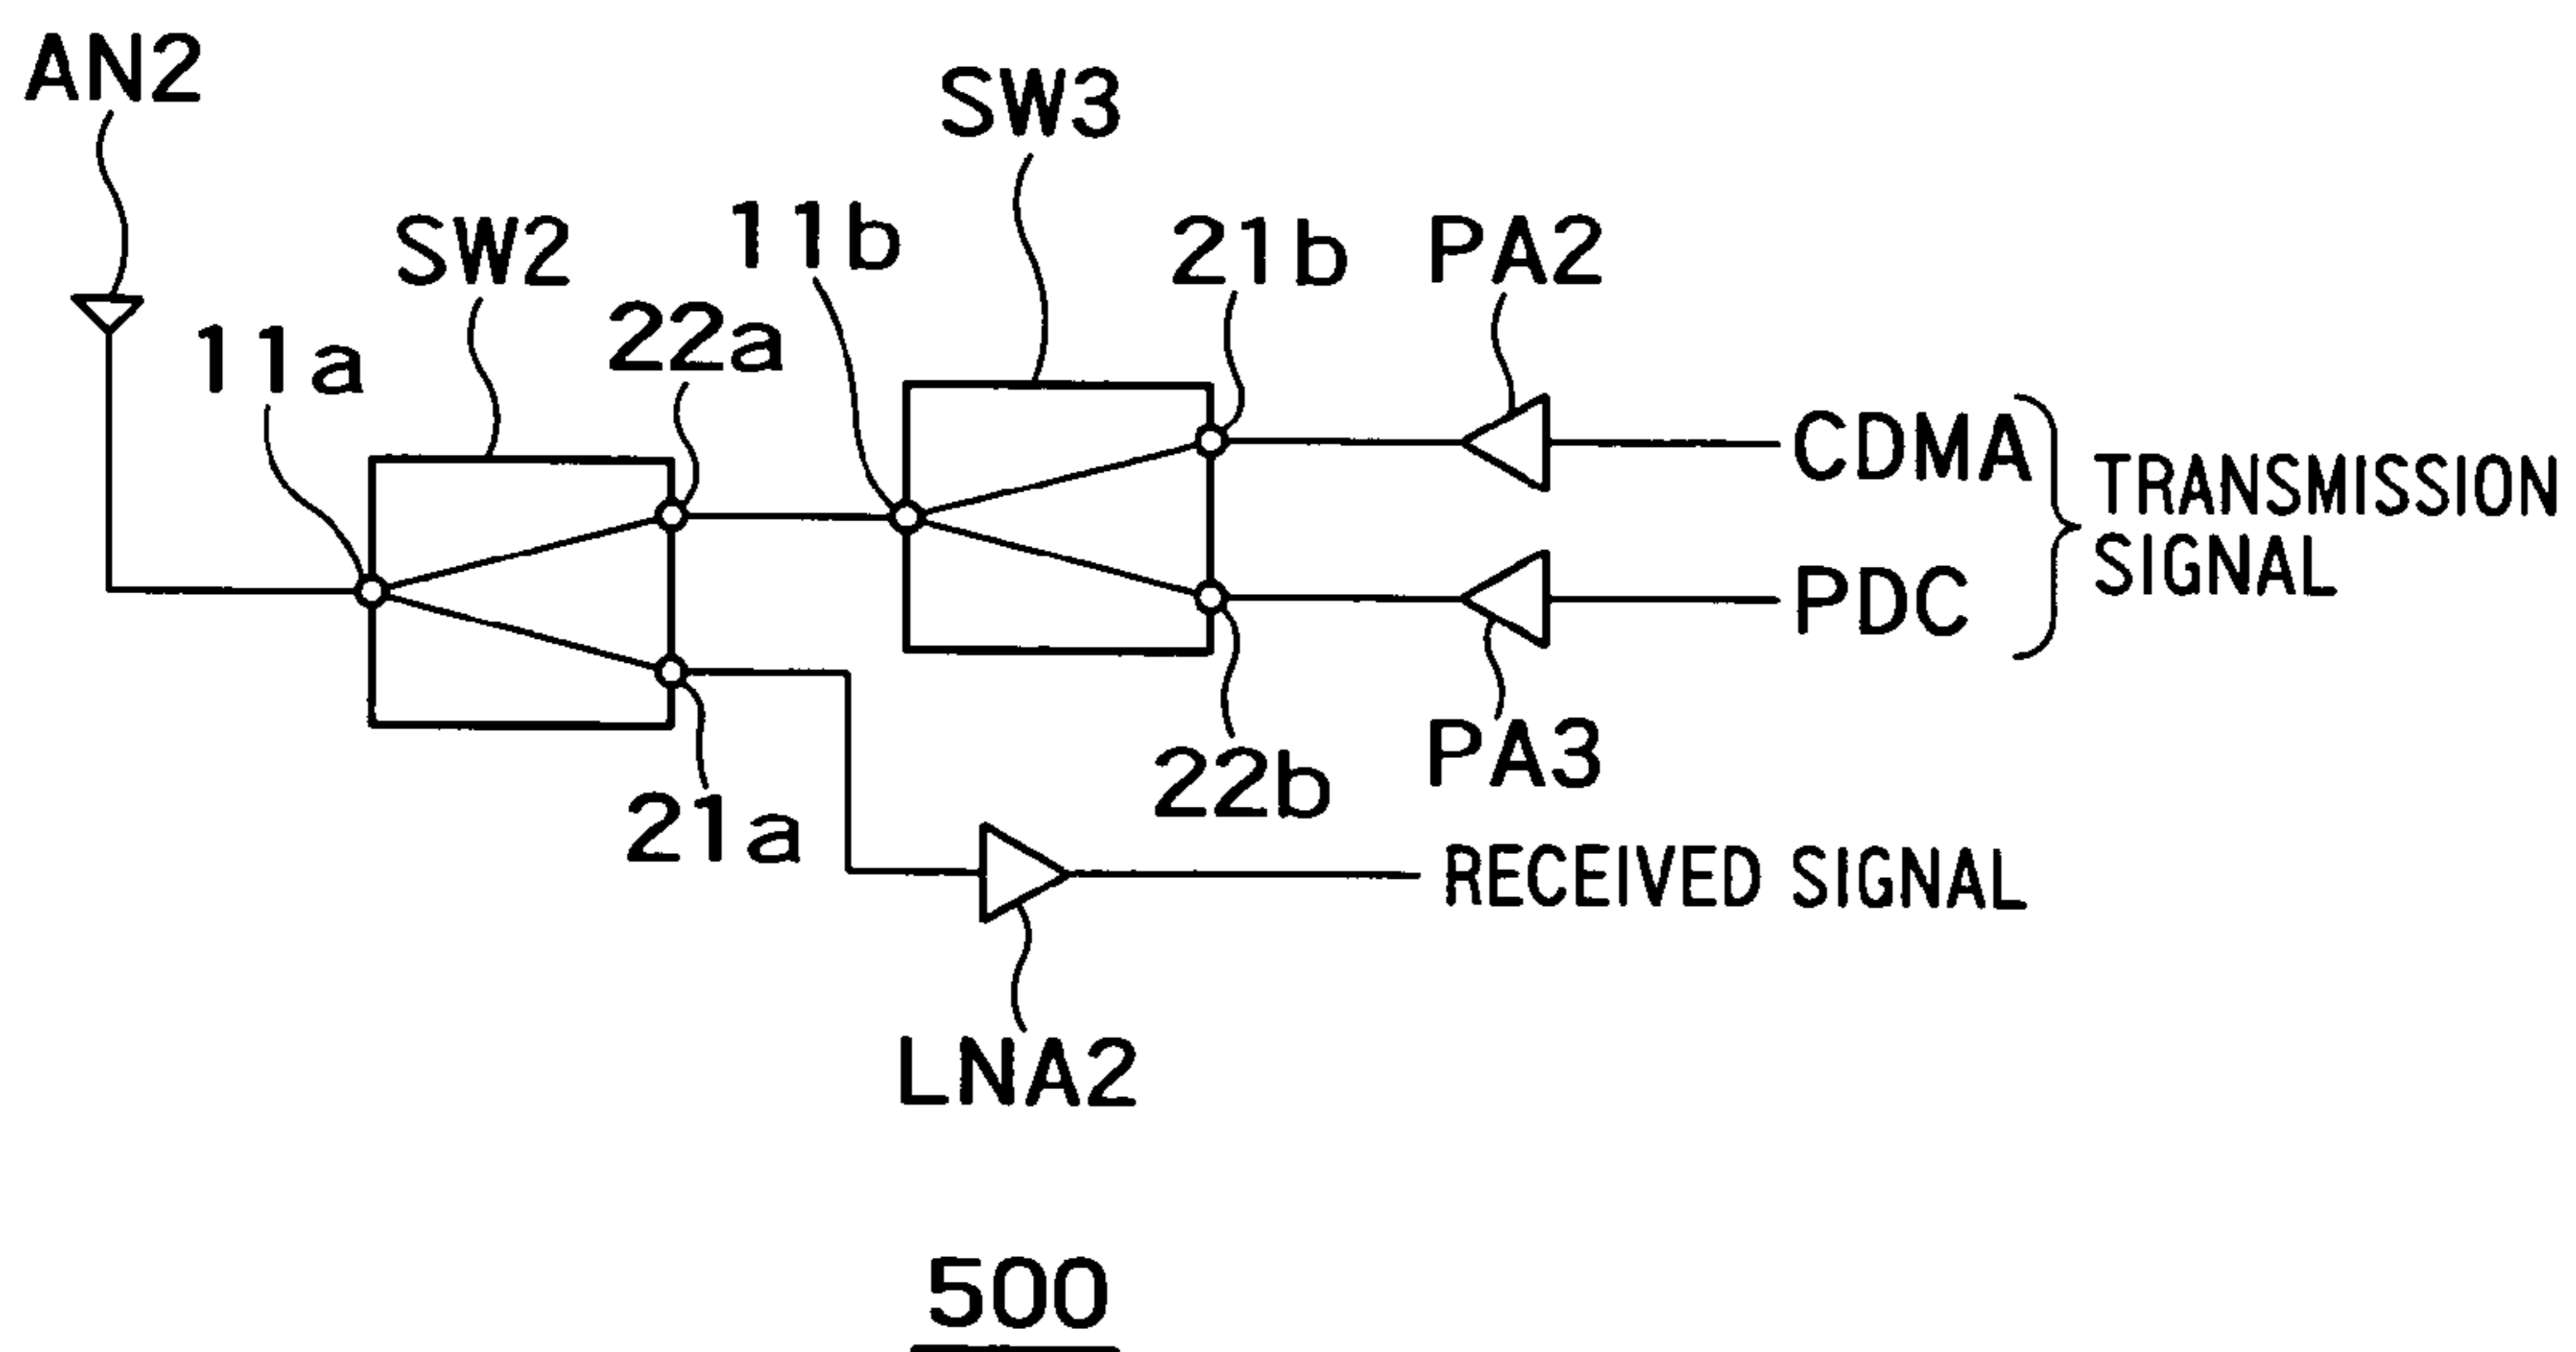 AN2
SW3
SW2
11b
21b
PA2
11a
22a
CDMA
TRANSMISSION
SIGNAL
PDC
PA3
22b
21a
RECEIVED SIGNAL
LNA2
500